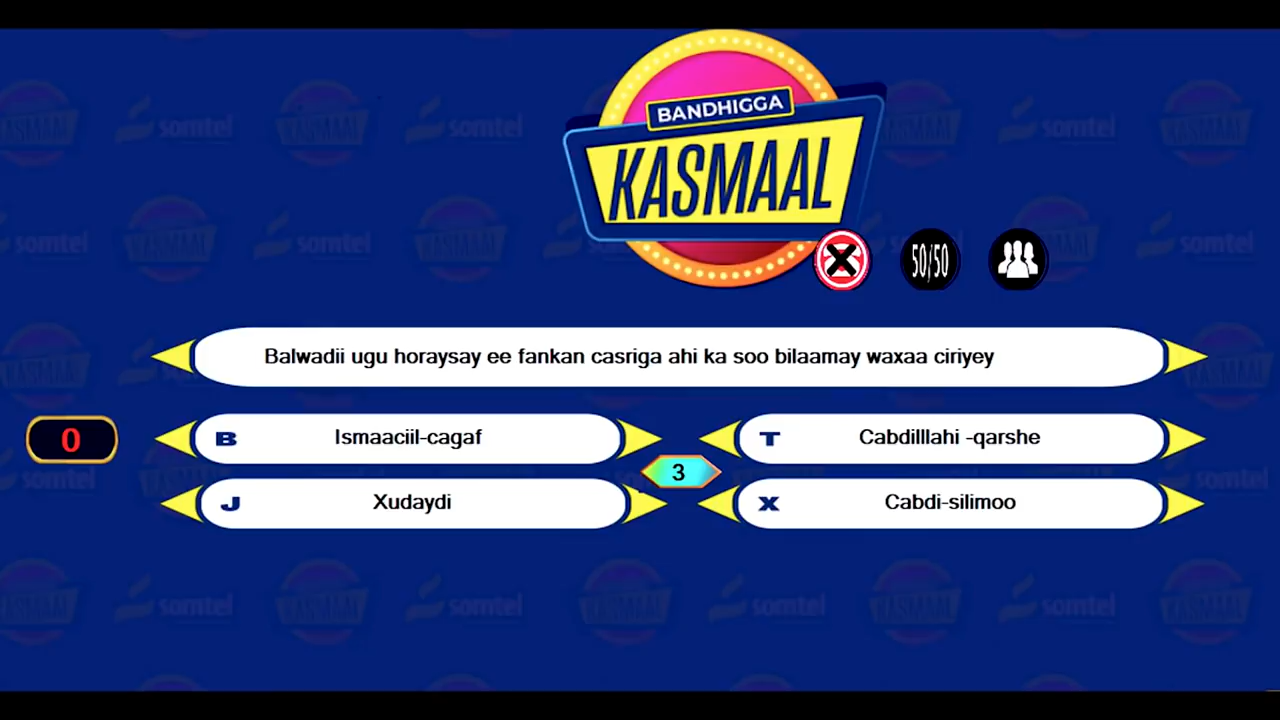 BANDHIGGA
KASMAAL
50/50
Balwadii ugu horaysay ee fankan casriga ahi ka soo bilaamay waxaa ciriyey
0
B Ismaaciil-cagaf
T Cabdilllahi -qarshe
3
J Xudaydi
X Cabdi-silimoo
somtel